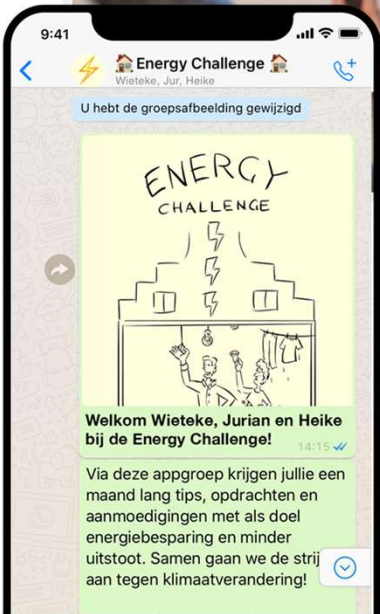 9:41
Energy Challenge
Wieteke, Jur, Heike
U hebt de groepsafbeelding gewijzigd
ENERGY
CHALLENGE
Welkom Wieteke, Jurian en Heike
bij de Energy Challenge!
14:15
Via deze appgroep krijgen jullie een
maand lang tips, opdrachten en
aanmoedigingen met als doel
energiebesparing en minder
uitstoot. Samen gaan we de strij
aan tegen klimaatverandering!